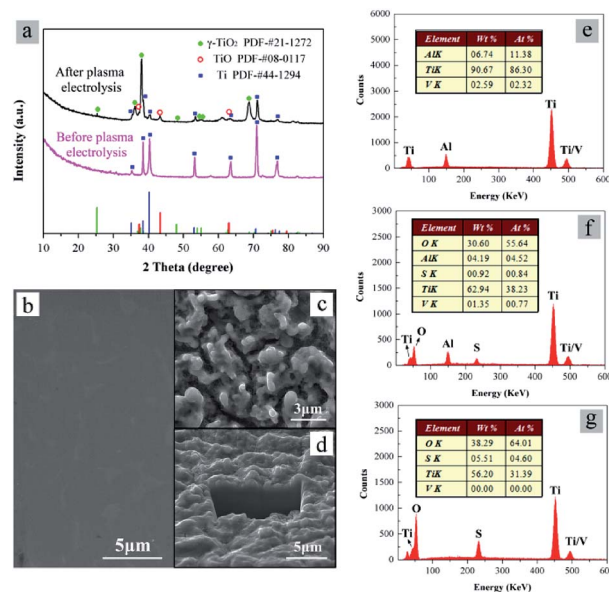 a
γ-TiO₂ PDF-#21-1272
TiO PDF-#08-0117
Ti PDF-#44-1294
After plasma
electrolysis
Before plasma
electrolysis
Intensity (a.u.)
10 20 30 40 50 60 70 80 90
2 Theta (degree)
b
5μm
c
3μm
d
5μm
e
6000
5000
4000
3000
2000
1000
0
Counts
Element Wt % At %
AlK 06.74 11.38
TiK 90.67 86.30
V K 02.59 02.32
Ti
Al
Ti
Ti/V
0 100 200 300 400 500 600
Energy (KeV)
f
3000
2500
2000
1500
1000
500
0
Counts
Element Wt % At %
O K 30.60 55.64
AlK 04.19 04.52
S K 00.92 00.84
TiK 62.94 38.23
V K 01.35 00.77
Ti
O
Al
S
Ti
Ti/V
0 100 200 300 400 500 600
Energy (KeV)
g
3000
2500
2000
1500
1000
500
0
Counts
Element Wt % At %
O K 38.29 64.01
S K 05.51 04.60
TiK 56.20 31.39
V K 00.00 00.00
Ti
O
S
Ti
Ti/V
0 100 200 300 400 500 600
Energy (KeV)